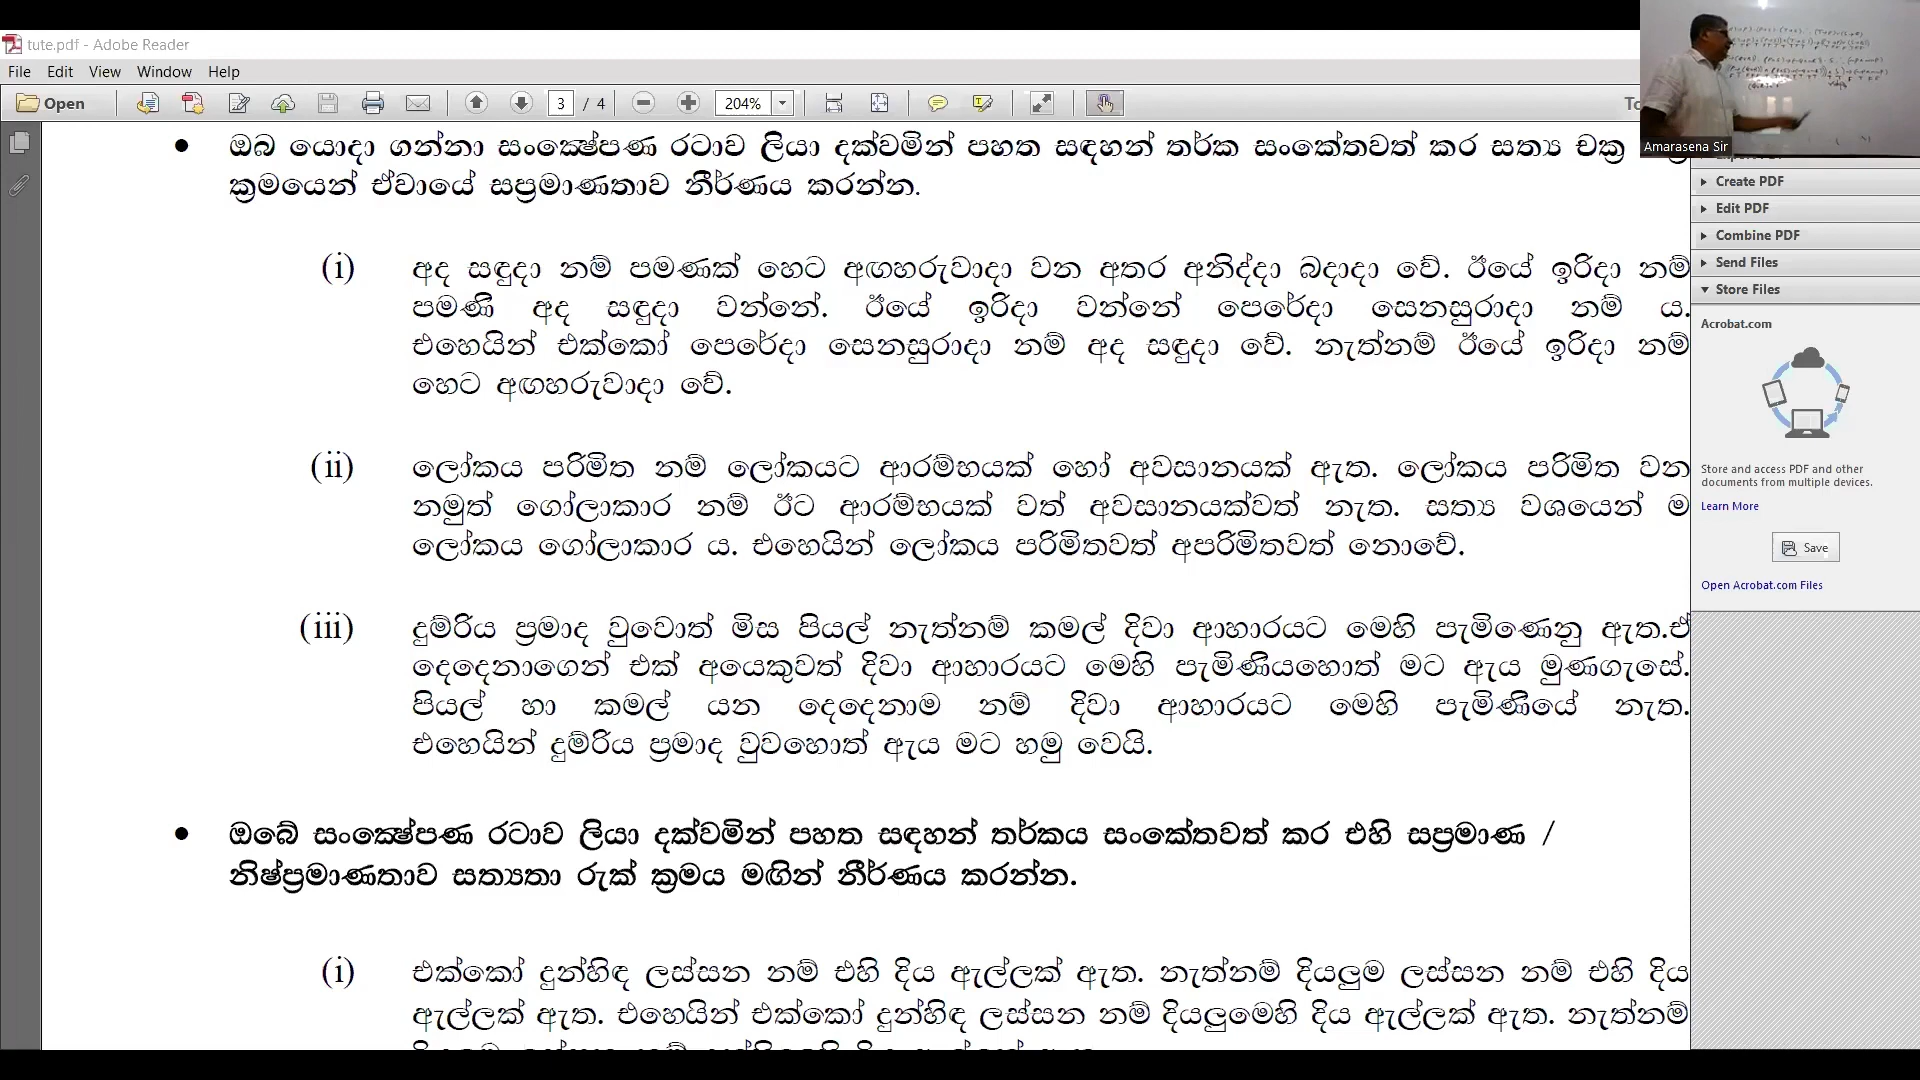 tute.pdf - Adobe Reader
File Edit View Window Help
Open 3 / 4 204%
Amarasena Sir
Create PDF
Edit PDF
Combine PDF
Send Files
Store Files
Acrobat.com
Store and access PDF and other
documents from multiple devices.
Learn More
Save
Open Acrobat.com Files
• ඔබ යොදා ගන්නා සංක්‍ෂේපණ රටාව ලියා දක්වමින් පහත සඳහන් තර්ක සංකේතවත් කර සත්‍ය චක්‍ර
ක්‍රමයෙන් ඒවායේ සප්‍රමාණතාව නීර්ණය කරන්න.
(i) අද සඳුදා නම් පමණක් හෙට අඟහරුවාදා වන අතර අනිද්දා බදාදා වේ. ඊයේ ඉරිදා නම්
පමණි අද සඳුදා වන්නේ. ඊයේ ඉරිදා වන්නේ පෙරේදා සෙනසුරාදා නම් ය.
එහෙයින් එක්කෝ පෙරේදා සෙනසුරාදා නම් අද සඳුදා වේ. නැත්නම් ඊයේ ඉරිදා නම්
හෙට අඟහරුවාදා වේ.
(ii) ලෝකය පරිමිත නම් ලෝකයට ආරම්භයක් හෝ අවසානයක් ඇත. ලෝකය පරිමිත වන
නමුත් ගෝලාකාර නම් ඊට ආරම්භයක් වත් අවසානයක්වත් නැත. සත්‍ය වශයෙන් ම
ලෝකය ගෝලාකාර ය. එහෙයින් ලෝකය පරිමිතවත් අපරිමිතවත් නොවේ.
(iii) දුම්රිය ප්‍රමාද වුවොත් මිස පියල් නැත්නම් කමල් දිවා ආහාරයට මෙහි පැමිණෙනු ඇත.ඒ
දෙදෙනාගෙන් එක් අයෙකුවත් දිවා ආහාරයට මෙහි පැමිණියහොත් මට ඇය මුණගැසේ.
පියල් හා කමල් යන දෙදෙනාම නම් දිවා ආහාරයට මෙහි පැමිණියේ නැත.
එහෙයින් දුම්රිය ප්‍රමාද වුවහොත් ඇය මට හමු වෙයි.
• ඔබේ සංක්‍ෂේපණ රටාව ලියා දක්වමින් පහත සඳහන් තර්කය සංකේතවත් කර එහි සප්‍රමාණ /
නිෂ්ප්‍රමාණතාව සත්‍යතා රුක් ක්‍රමය මඟින් නීර්ණය කරන්න.
(i) එක්කෝ දුන්හිඳ ලස්සන නම් එහි දිය ඇල්ලක් ඇත. නැත්නම් දියලුම ලස්සන නම් එහි දිය
ඇල්ලක් ඇත. එහෙයින් එක්කෝ දුන්හිඳ ලස්සන නම් දියලුමෙහි දිය ඇල්ලක් ඇත. නැත්නම්